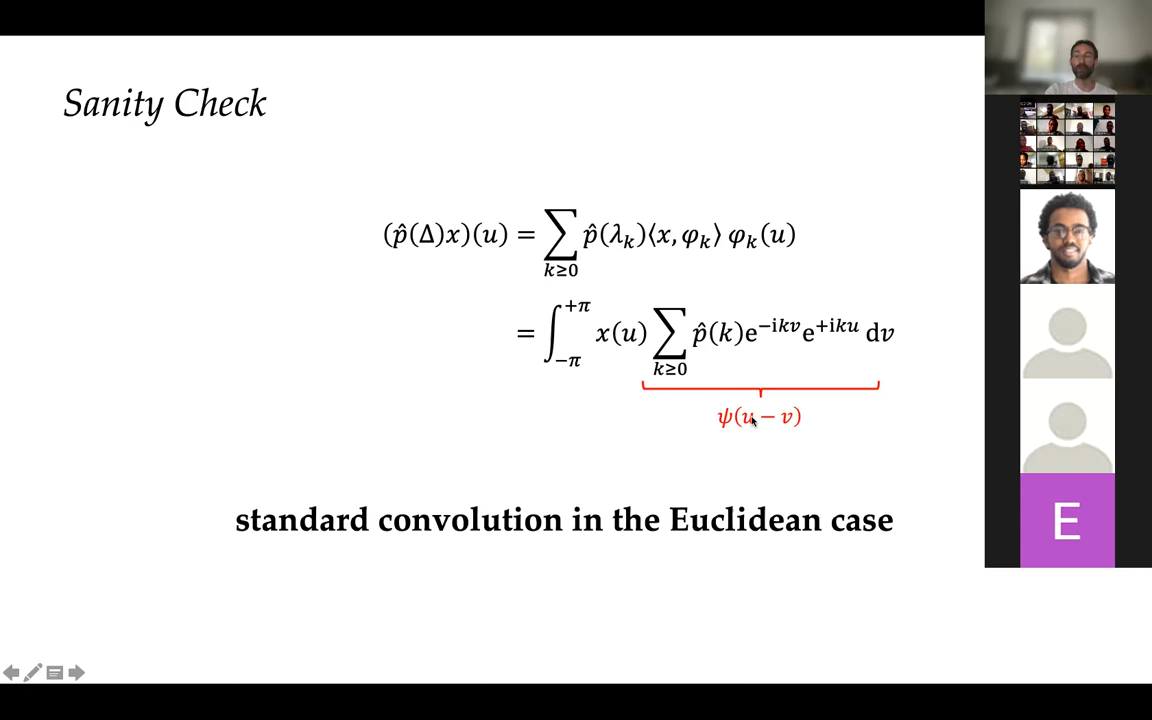 Sanity Check
(p̂(Δ)x)(u) = ∑_{k≥0} p̂(λ_k)⟨x, φ_k⟩ φ_k(u)
= ∫_{−π}^{+π} x(u) ∑_{k≥0} p̂(k)e^{−ikv}e^{+iku} dv
ψ(u − v)
standard convolution in the Euclidean case
E